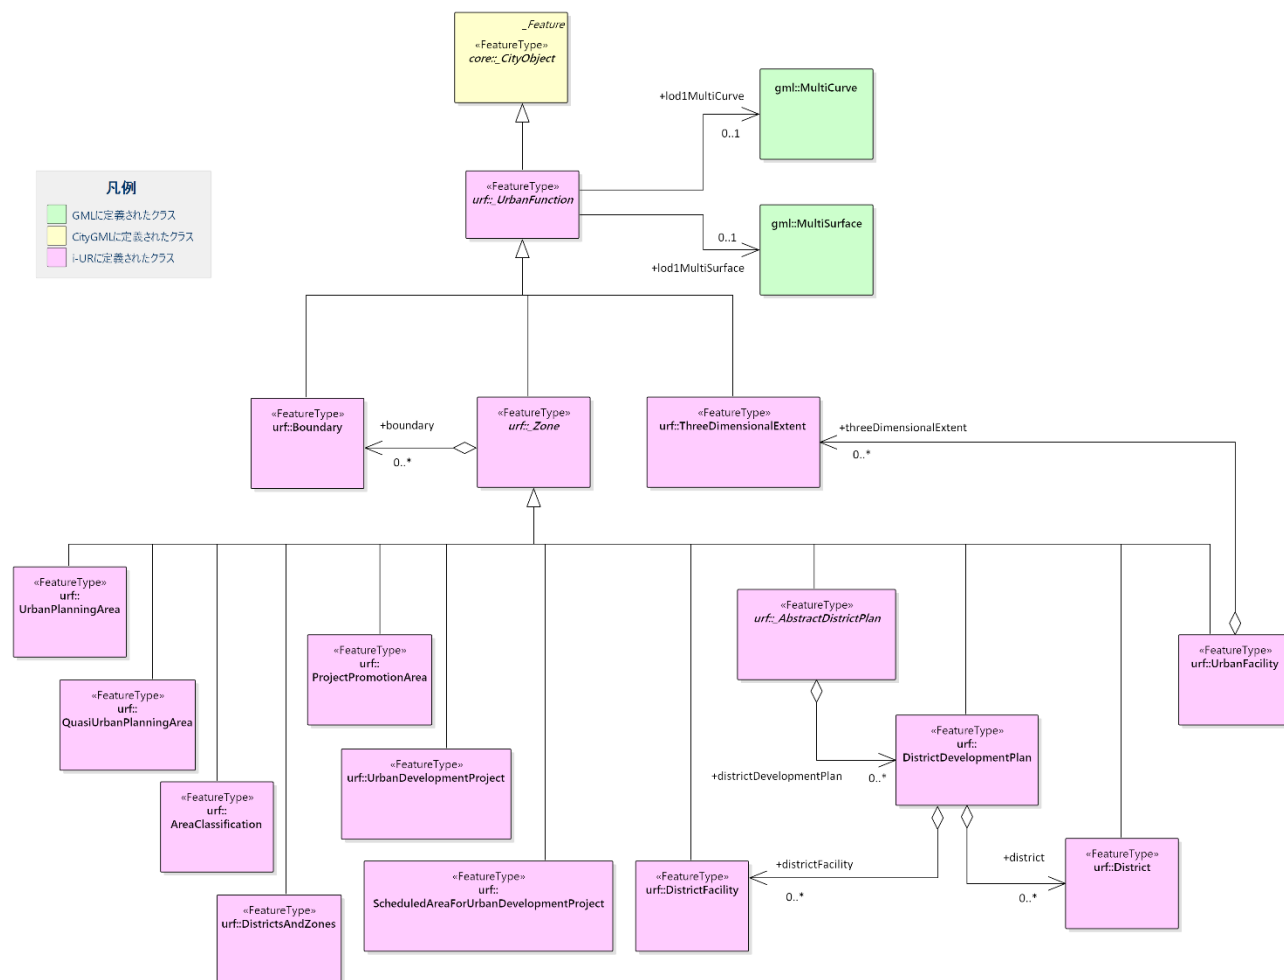 _Feature
«FeatureType»
core::_CityObject
+lod1MultiCurve
0..1
gml::MultiCurve
凡例
GMLに定義されたクラス
CityGMLに定義されたクラス
i-URに定義されたクラス
«FeatureType»
urf::_UrbanFunction
0..1
+lod1MultiSurface
gml::MultiSurface
«FeatureType»
urf::Boundary
+boundary
0..*
«FeatureType»
urf::_Zone
«FeatureType»
urf::ThreeDimensionalExtent
+threeDimensionalExtent
0..*
«FeatureType»
urf::
UrbanPlanningArea
«FeatureType»
urf::
QuasiUrbanPlanningArea
«FeatureType»
urf::
AreaClassification
«FeatureType»
urf::DistrictsAndZones
«FeatureType»
urf::
ProjectPromotionArea
«FeatureType»
urf::UrbanDevelopmentProject
«FeatureType»
urf::
ScheduledAreaForUrbanDevelopmentProject
«FeatureType»
urf::DistrictFacility
«FeatureType»
urf::_AbstractDistrictPlan
+districtDevelopmentPlan
0..*
«FeatureType»
urf::
DistrictDevelopmentPlan
+districtFacility
0..*
+district
0..*
«FeatureType»
urf::District
«FeatureType»
urf::UrbanFacility